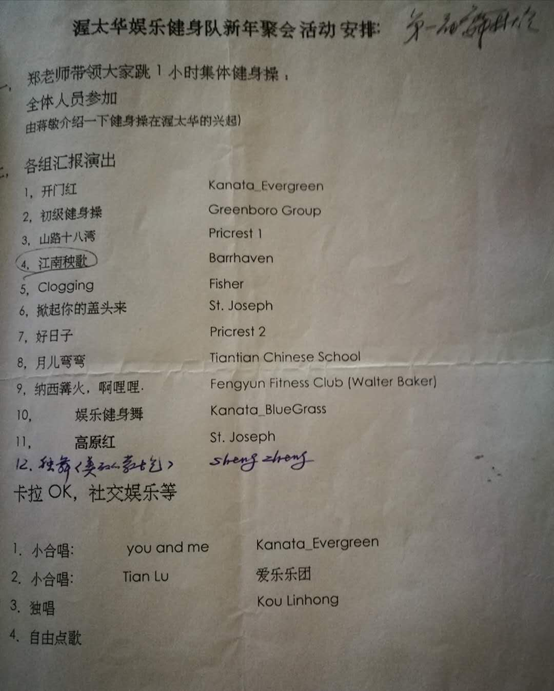 渥太华娱乐健身队新年聚会活动安排:
一、 郑老师带领大家跳1小时集体健身操，
全体人员参加
由蒋敏介绍一下健身操在渥太华的兴起)
二、 各组汇报演出
1，开门红 Kanata_Evergreen
2，初级健身操 Greenboro Group
3，山路十八湾 Pricrest 1
4，江南秧歌 Barrhaven
5，Clogging Fisher
6，掀起你的盖头来 St. Joseph
7，好日子 Pricrest 2
8，月儿弯弯 Tiantian Chinese School
9，纳西篝火，啊哩哩. Fengyun Fitness Club (Walter Baker)
10, 娱乐健身舞 Kanata_BlueGrass
11, 高原红 St. Joseph
12. 独舞 sheng zheng
卡拉OK，社交娱乐等
1．小合唱: you and me Kanata_Evergreen
2．小合唱: Tian Lu 爱乐乐团
3．独唱 Kou Linhong
4．自由点歌